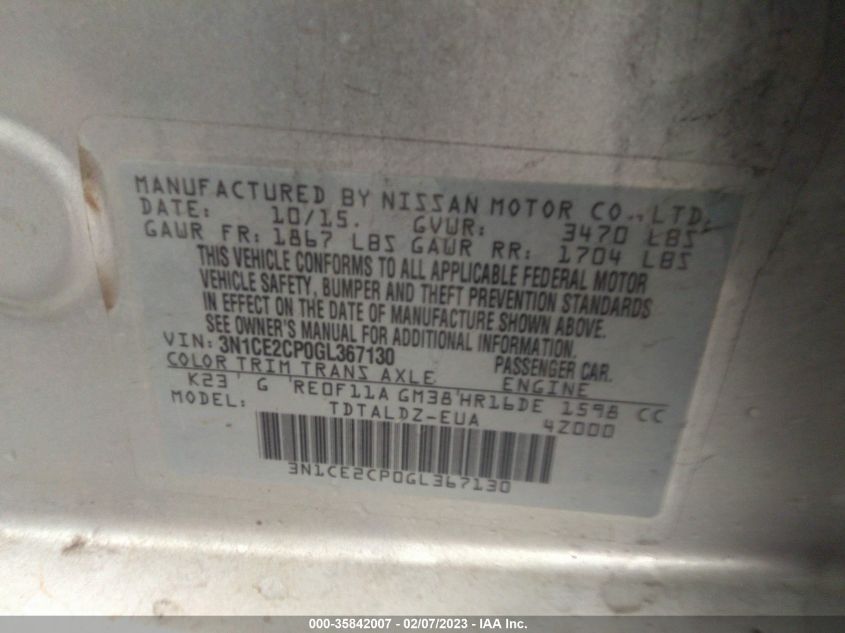 MANUFACTURED BY NISSAN MOTOR CO., LTD.
DATE: 10/15. GVWR: 3470 LBS
GAWR FR: 1867 LBS GAWR RR: 1704 LBS
THIS VEHICLE CONFORMS TO ALL APPLICABLE FEDERAL MOTOR
VEHICLE SAFETY, BUMPER AND THEFT PREVENTION STANDARDS
IN EFFECT ON THE DATE OF MANUFACTURE SHOWN ABOVE.
SEE OWNER'S MANUAL FOR ADDITIONAL INFORMATION.
VIN: 3N1CE2CP0GL367130 PASSENGER CAR.
COLOR TRIM TRANS AXLE ENGINE
K23 G RE0F11A GM38 HR16DE 1598 CC
MODEL: TDTALDZ-EUA 4Z000
3N1CE2CP0GL367130
000-35842007 - 02/07/2023 - IAA Inc.